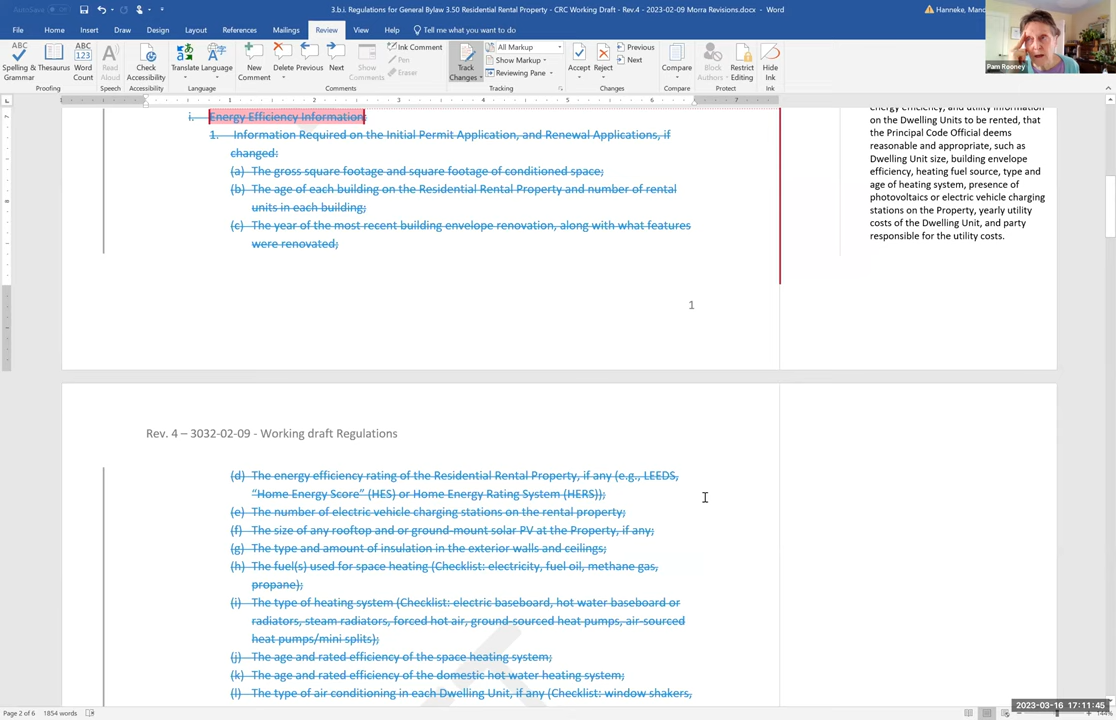 AutoSave
3.b.i. Regulations for General Bylaw 3.50 Residential Rental Property - CRC Working Draft - Rev.4 - 2023-02-09 Morra Revisions.docx - Word
Pam Rooney
File Home Insert Draw Design Layout References Mailings Review View Help Tell me what you want to do
Spelling & Grammar
Thesaurus
Word Count
Read Aloud
Check Accessibility
Translate
Language
New Comment
Delete
Previous
Next
Show Comments
Ink Comment
Pen
Eraser
Track Changes
All Markup
Show Markup
Reviewing Pane
Accept
Reject
Previous
Next
Compare
Block Authors
Restrict Editing
Hide Ink
Proofing
Speech
Accessibility
Language
Comments
Tracking
Changes
Compare
Protect
Ink
i. Energy Efficiency Information
1. Information Required on the Initial Permit Application, and Renewal Applications, if
changed:
(a) The gross square footage and square footage of conditioned space;
(b) The age of each building on the Residential Rental Property and number of rental
units in each building;
(c) The year of the most recent building envelope renovation, along with what features
were renovated;
energy efficiency, and utility information
on the Dwelling Units to be rented, that
the Principal Code Official deems
reasonable and appropriate, such as
Dwelling Unit size, building envelope
efficiency, heating fuel source, type and
age of heating system, presence of
photovoltaics or electric vehicle charging
stations on the Property, yearly utility
costs of the Dwelling Unit, and party
responsible for the utility costs.
1
Rev. 4 – 3032-02-09 - Working draft Regulations
(d) The energy efficiency rating of the Residential Rental Property, if any (e.g., LEEDS,
“Home Energy Score” (HES) or Home Energy Rating System (HERS));
(e) The number of electric vehicle charging stations on the rental property;
(f) The size of any rooftop and or ground-mount solar PV at the Property, if any;
(g) The type and amount of insulation in the exterior walls and ceilings;
(h) The fuel(s) used for space heating (Checklist: electricity, fuel oil, methane gas,
propane);
(i) The type of heating system (Checklist: electric baseboard, hot water baseboard or
radiators, steam radiators, forced hot air, ground-sourced heat pumps, air-sourced
heat pumps/mini splits);
(j) The age and rated efficiency of the space heating system;
(k) The age and rated efficiency of the domestic hot water heating system;
(l) The type of air conditioning in each Dwelling Unit, if any (Checklist: window shakers,
Page 2 of 6 1854 words
2023-03-16 17:11:45